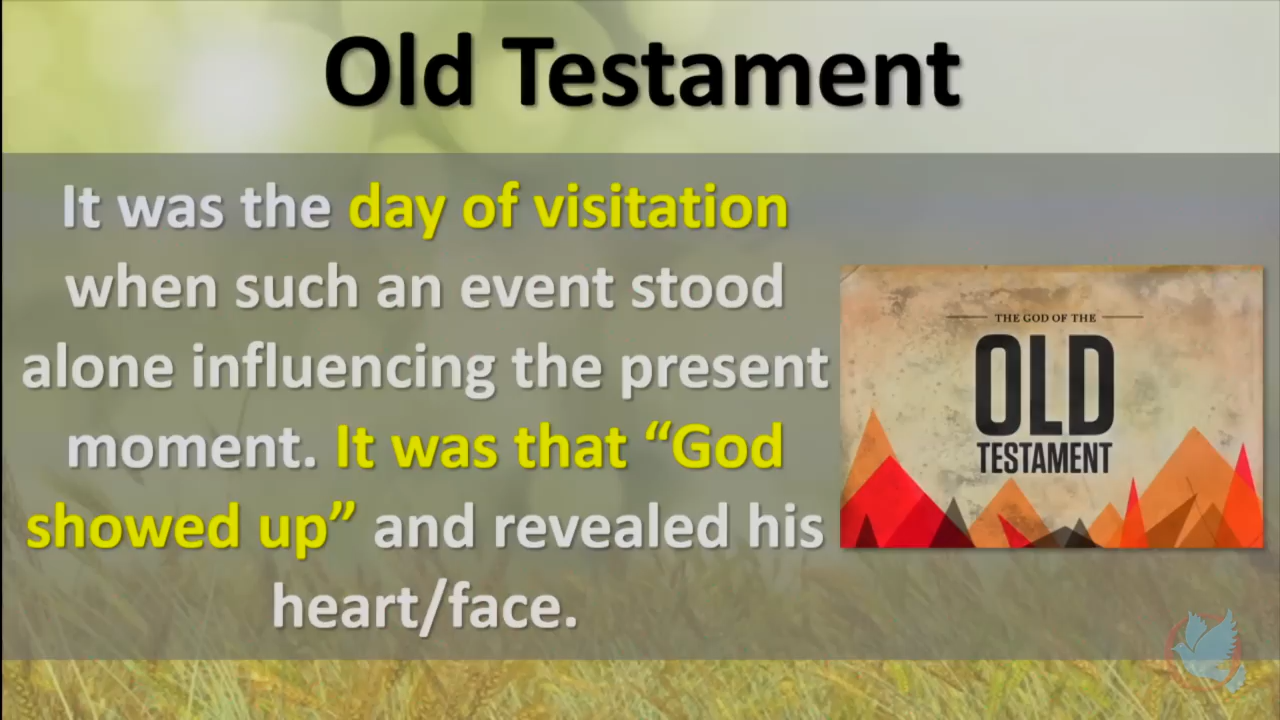 Old Testament
It was the day of visitation
when such an event stood
alone influencing the present
moment. It was that “God
showed up” and revealed his
heart/face.
THE GOD OF THE
OLD
TESTAMENT